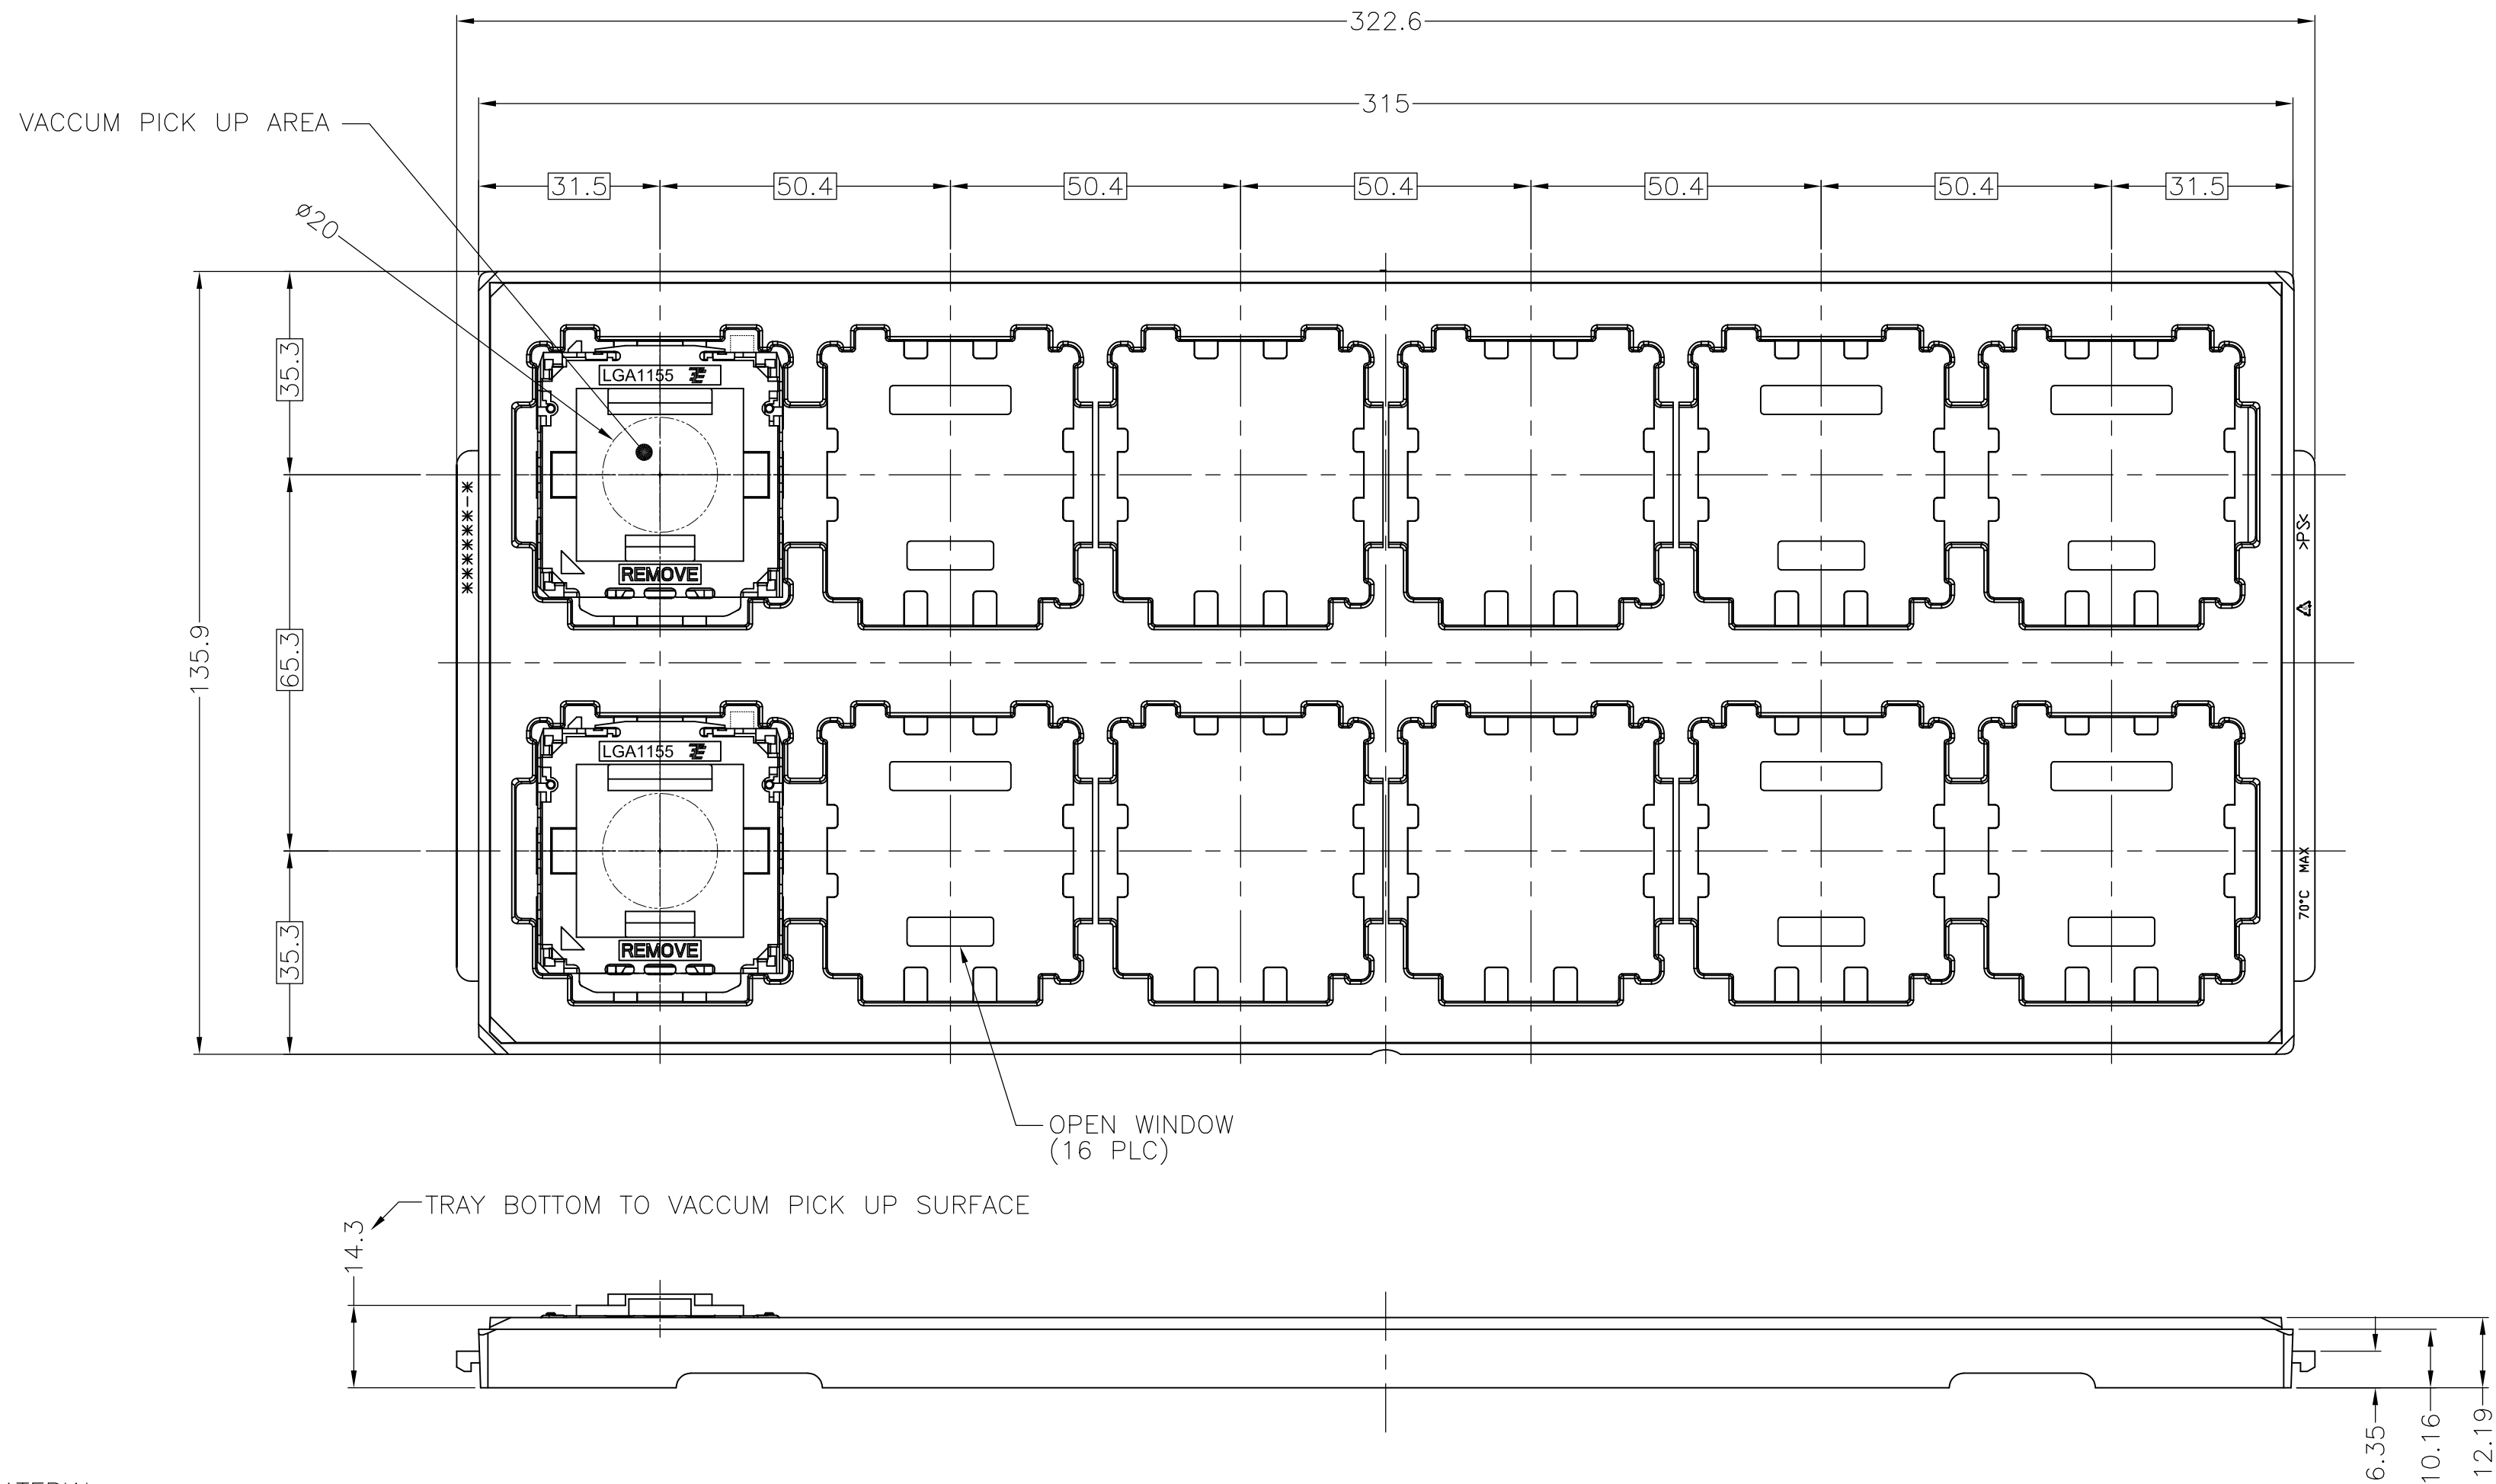 322.6
315
VACCUM PICK UP AREA
31.5
50.4
50.4
50.4
50.4
50.4
31.5
ø20
35.3
LGA1155
REMOVE
*******-*
>PS<
65.3
135.9
LGA1155
REMOVE
70°C MAX
35.3
OPEN WINDOW
(16 PLC)
TRAY BOTTOM TO VACCUM PICK UP SURFACE
14.3
6.35
10.16
12.19